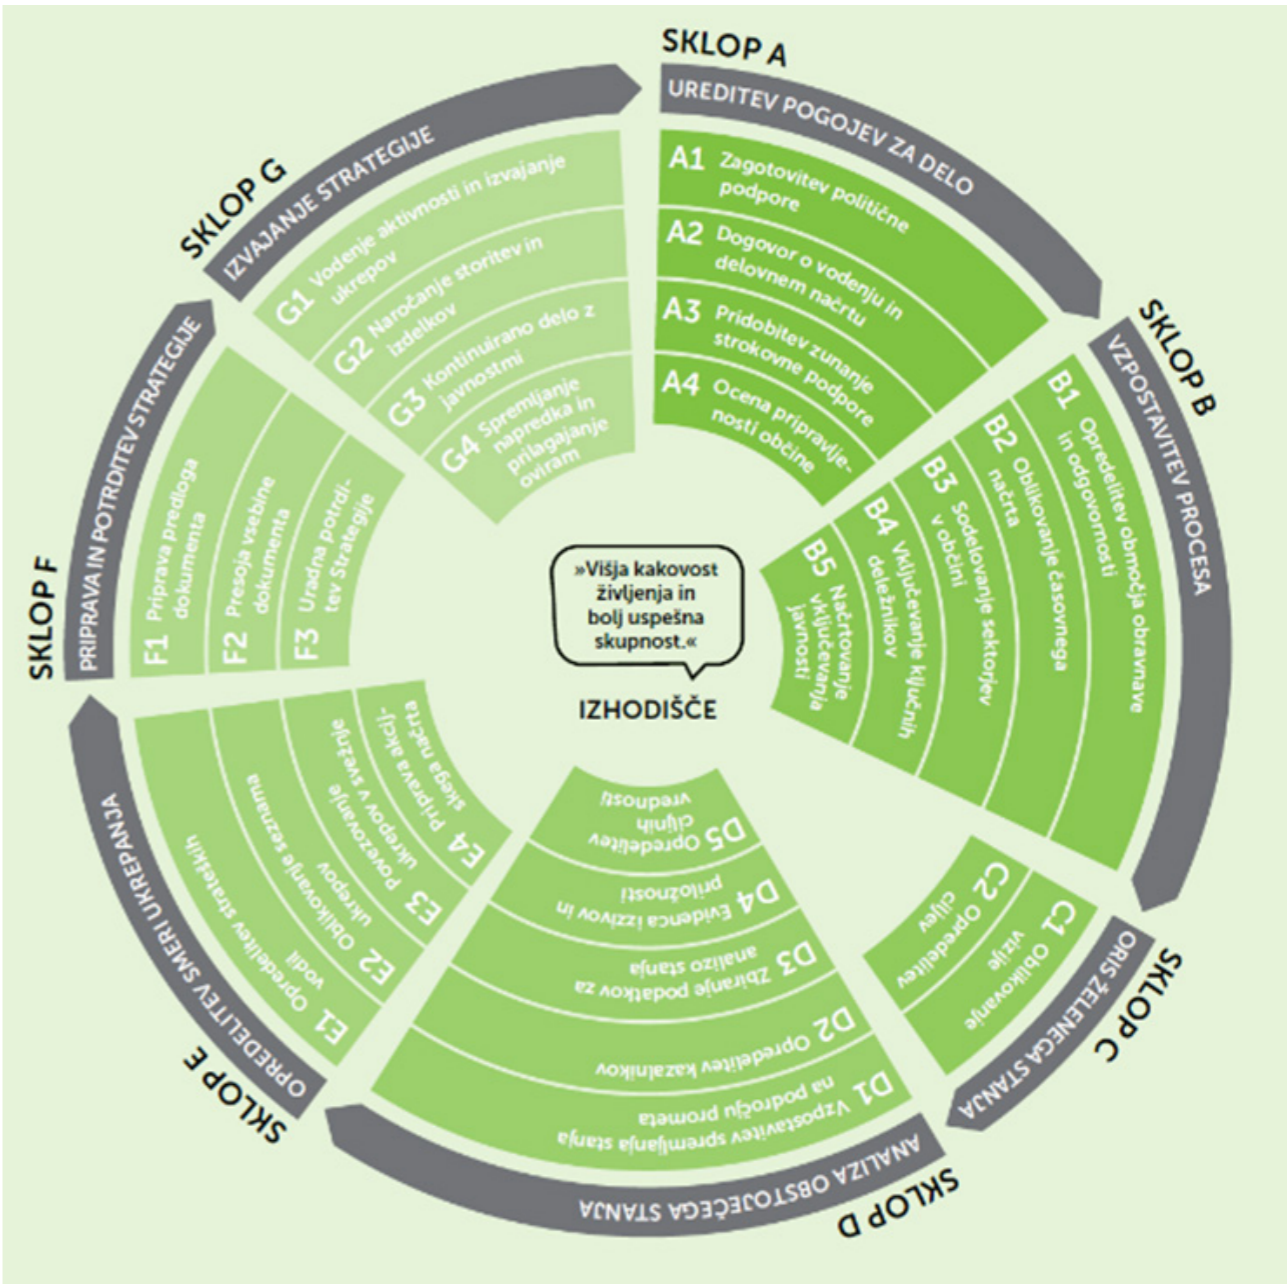 SKLOP A
UREDITEV POGOJEV ZA DELO
A1 Zagotovitev politične
podpore
A2 Dogovor o vodenju in
delovnem načrtu
A3 Pridobitev zunanje
strokovne podpore
A4 Ocena pripravlje-
nosti občine
SKLOP B
VZPOSTAVITEV PROCESA
B1 Opredelitev območja obravnave
in odgovornosti
B2 Oblikovanje časovnega
načrta
B3 Sodelovanje sektorjev
v občini
B4 Vključevanje ključnih
deležnikov
B5 Načrtovanje
vključevanja
javnosti
SKLOP C
ORIS ŽELENEGA STANJA
C1 Oblikovanje
vizije
C2 Opredelitev
ciljev
SKLOP D
ANALIZA OBSTOJEČEGA STANJA
D1 Vzpostavitev spremljanja stanja
na področju prometa
D2 Opredelitev kazalnikov
D3 Zbiranje podatkov za
analizo stanja
D4 Evidenca izzivov in
priložnosti
D5 Opredelitev
ciljnih
vrednosti
SKLOP E
OPREDELITEV SMERI UKREPANJA
E1 Opredelitev strateških
vodil
E2 Oblikovanje seznama
ukrepov
E3 Povezovanje
ukrepov v svežnje
E4 Priprava akcij-
skega načrta
SKLOP F
PRIPRAVA IN POTRDITEV STRATEGIJE
F1 Priprava predloga
dokumenta
F2 Presoja vsebine
dokumenta
F3 Uradna potrdi-
tev Strategije
SKLOP G
IZVAJANJE STRATEGIJE
G1 Vodenje aktivnosti in izvajanje
ukrepov
G2 Naročanje storitev in
izdelkov
G3 Kontinuirano delo z
javnostmi
G4 Spremljanje
napredka in
prilagajanje
oviram
»Višja kakovost
življenja in
bolj uspešna
skupnost.«
IZHODIŠČE